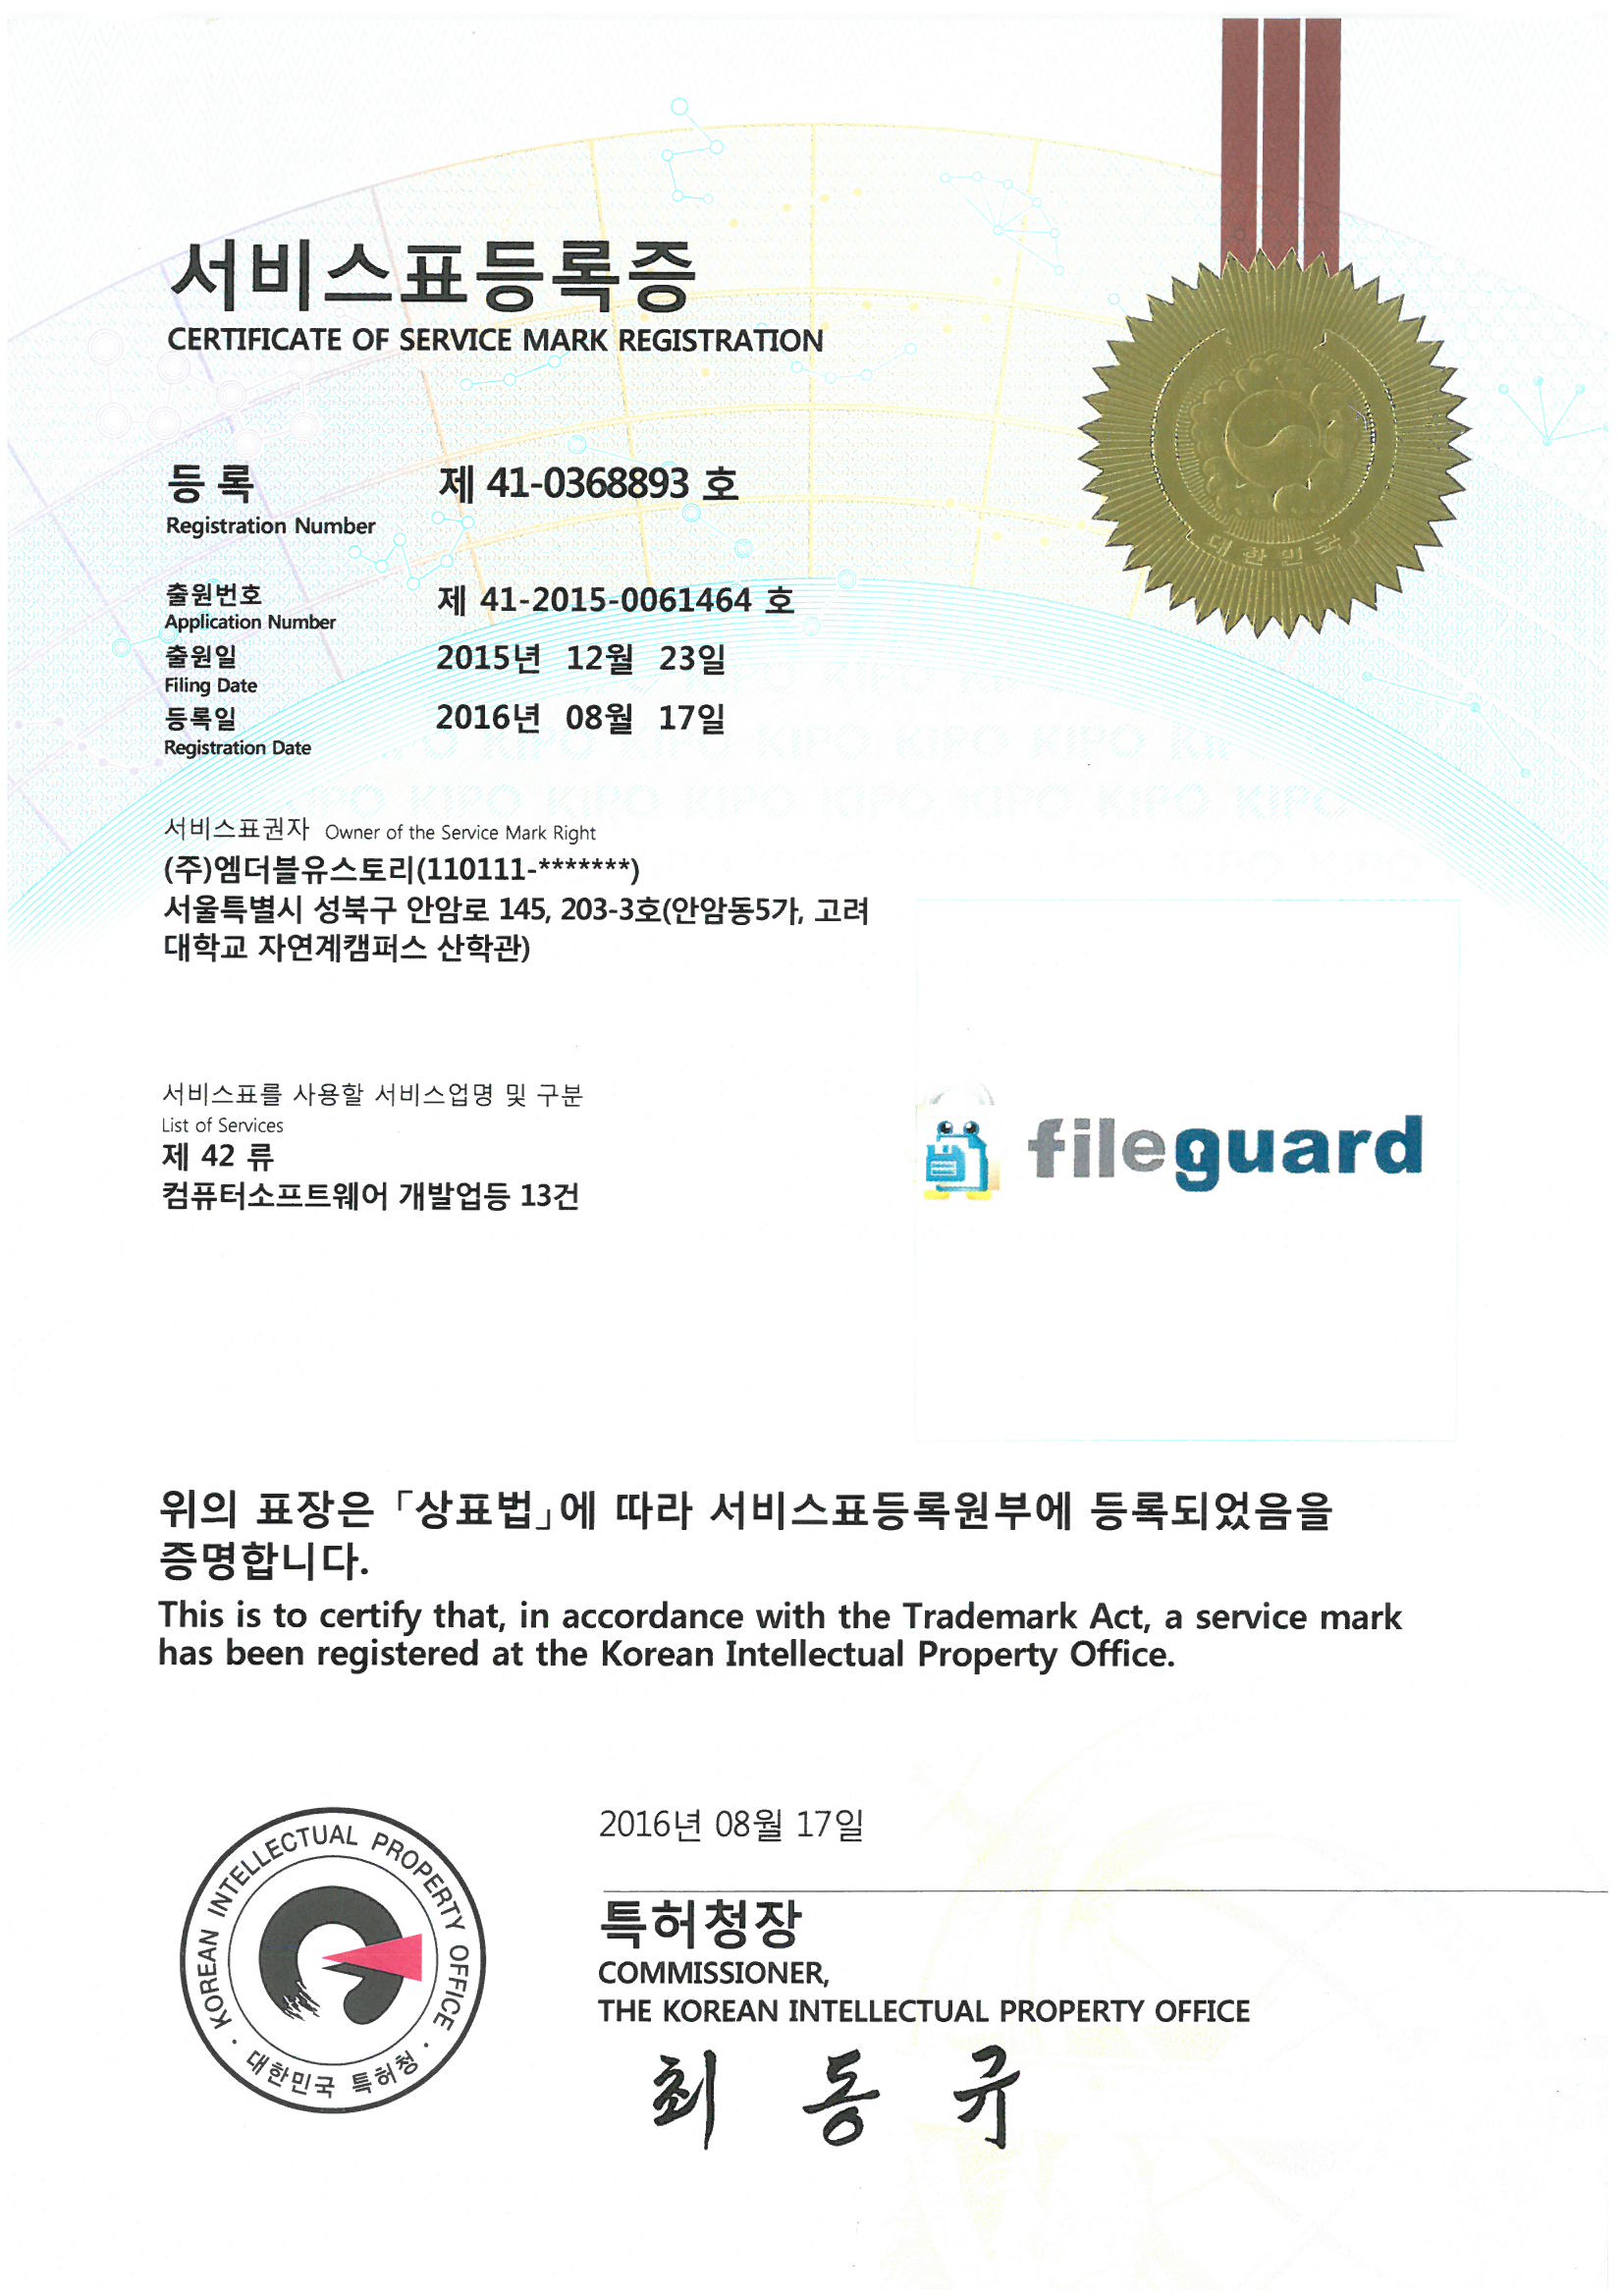 서비스표등록증
CERTIFICATE OF SERVICE MARK REGISTRATION
등 록 제 41-0368893 호
Registration Number
출원번호 제 41-2015-0061464 호
Application Number
출원일 2015년 12월 23일
Filing Date
등록일 2016년 08월 17일
Registration Date
대한민국
KIPO KIPO KIPO KIPO KIPO KIPO KIPO KIPO
서비스표권자 Owner of the Service Mark Right
(주)엠더블유스토리(110111-*******)
서울특별시 성북구 안암로 145, 203-3호(안암동5가, 고려
대학교 자연계캠퍼스 산학관)
서비스표를 사용할 서비스업명 및 구분
List of Services
제 42 류
컴퓨터소프트웨어 개발업등 13건
fileguard
위의 표장은 「상표법」에 따라 서비스표등록원부에 등록되었음을
증명합니다.
This is to certify that, in accordance with the Trademark Act, a service mark
has been registered at the Korean Intellectual Property Office.
2016년 08월 17일
특허청장
COMMISSIONER,
THE KOREAN INTELLECTUAL PROPERTY OFFICE
최 동 규
KOREAN INTELLECTUAL PROPERTY OFFICE
대한민국 특허청